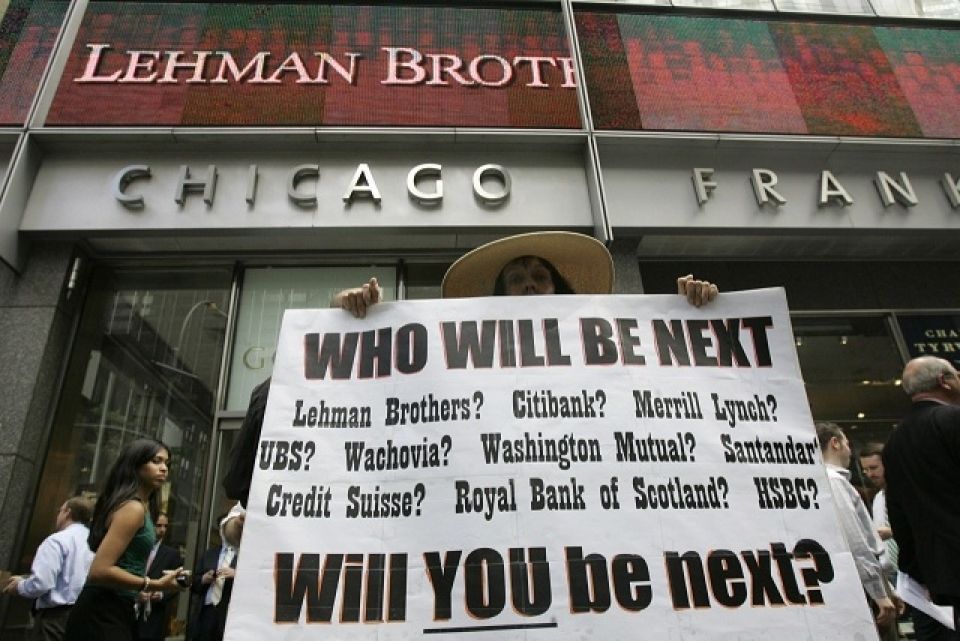 LEHMAN BROTH
CHICAGO FRANK
WHO WILL BE NEXT
Lehman Brothers? Citibank? Merrill Lynch?
UBS? Wachovia? Washington Mutual? Santandar
Credit Suisse? Royal Bank of Scotland? HSBC?
Will YOU be next?